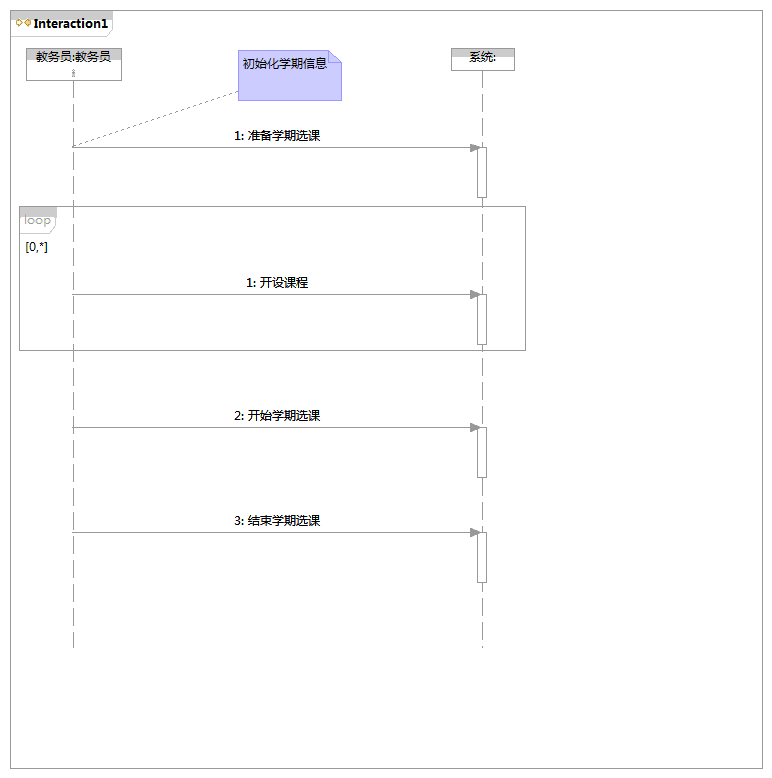 Interaction1
教务员:教务员
初始化学期信息
系统:
1: 准备学期选课
loop
[0,*]
1: 开设课程
2: 开始学期选课
3: 结束学期选课